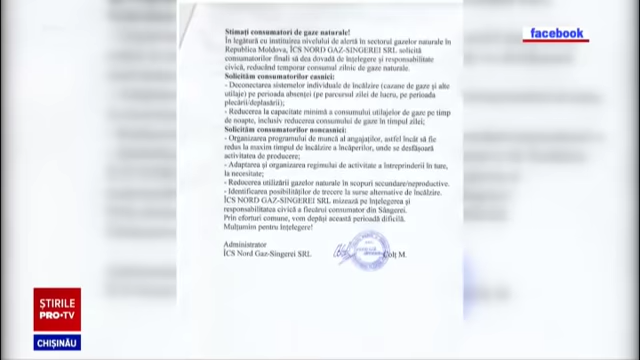 facebook
Stimați consumatori de gaze naturale!
În legătură cu instituirea nivelului de alertă în sectorul gazelor naturale în
Republica Moldova, ÎCS NORD GAZ-SINGEREI SRL solicită
consumatorilor finali să dea dovadă de înțelegere și responsabilitate
civică, reducînd temporar consumul zilnic de gaze naturale.
Solicităm consumatorilor casnici:
- Deconectarea sistemelor individuale de încălzire (cazane de gaze și alte
utilaje) pe perioada absenței (pe parcursul zilei de lucru, pe perioada
plecării/deplasării);
- Reducerea la capacitate minimă a consumului utilajelor de gaze pe timp
de noapte, inclusiv reducerea consumului de gaze în timpul zilei;
Solicităm consumatorilor noncasnici:
- Organizarea programului de muncă al angajaților, astfel încât să fie
redus la maxim timpul de încălzire a încăperilor, unde se desfășoară
activitatea de producere;
- Adaptarea și organizarea regimului de activitate a întreprinderii în ture,
la necesitate;
- Reducerea utilizării gazelor naturale în scopuri secundare/neproductive.
- Identificarea posibilităților de trecere la surse alternative de încălzire.
ÎCS NORD GAZ-SINGEREI SRL mizează pe înțelegerea și
responsabilitatea civică a fiecărui consumator din Sângerei.
Prin eforturi comune, vom depăși această perioadă dificilă.
Mulțumim pentru înțelegere!
Administrator
ÎCS Nord Gaz-Singerei SRL
Colț M.
ȘTIRILE
PRO•TV
CHIȘINĂU